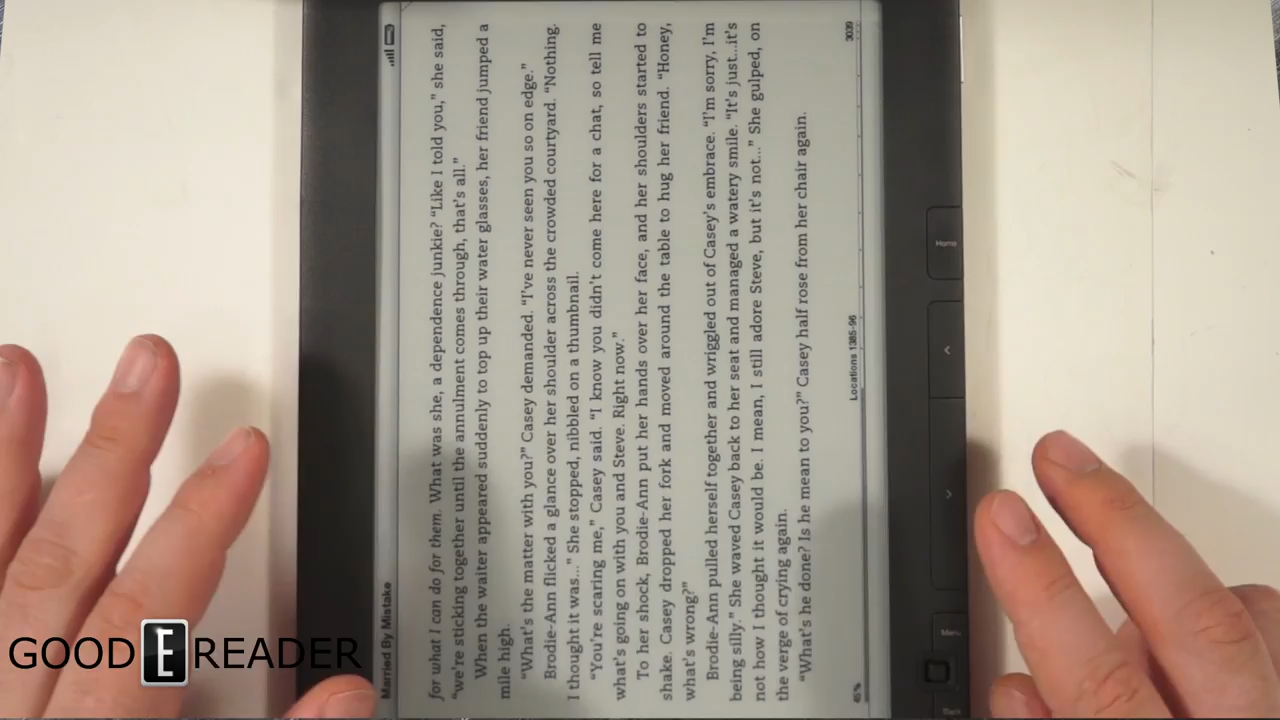 Married By Mistake
for what I can do for them. What was she, a dependence junkie? “Like I told you,” she said,
“we're sticking together until the annulment comes through, that's all.”
When the waiter appeared suddenly to top up their water glasses, her friend jumped a
mile high.
“What's the matter with you?” Casey demanded. “I've never seen you so on edge.”
Brodie-Ann flicked a glance over her shoulder across the crowded courtyard. “Nothing.
I thought it was...” She stopped, nibbled on a thumbnail.
“You're scaring me,” Casey said. “I know you didn't come here for a chat, so tell me
what's going on with you and Steve. Right now.”
To her shock, Brodie-Ann put her hands over her face, and her shoulders started to
shake. Casey dropped her fork and moved around the table to hug her friend. “Honey,
what's wrong?”
Brodie-Ann pulled herself together and wriggled out of Casey's embrace. “I'm sorry, I'm
being silly.” She waved Casey back to her seat and managed a watery smile. “It's just...it's
not how I thought it would be. I mean, I still adore Steve, but it's not...” She gulped, on
the verge of crying again.
“What's he done? Is he mean to you?” Casey half rose from her chair again.
45% Locations 1385-96 3039
Home
<
>
Menu
Back
GOOD E READER